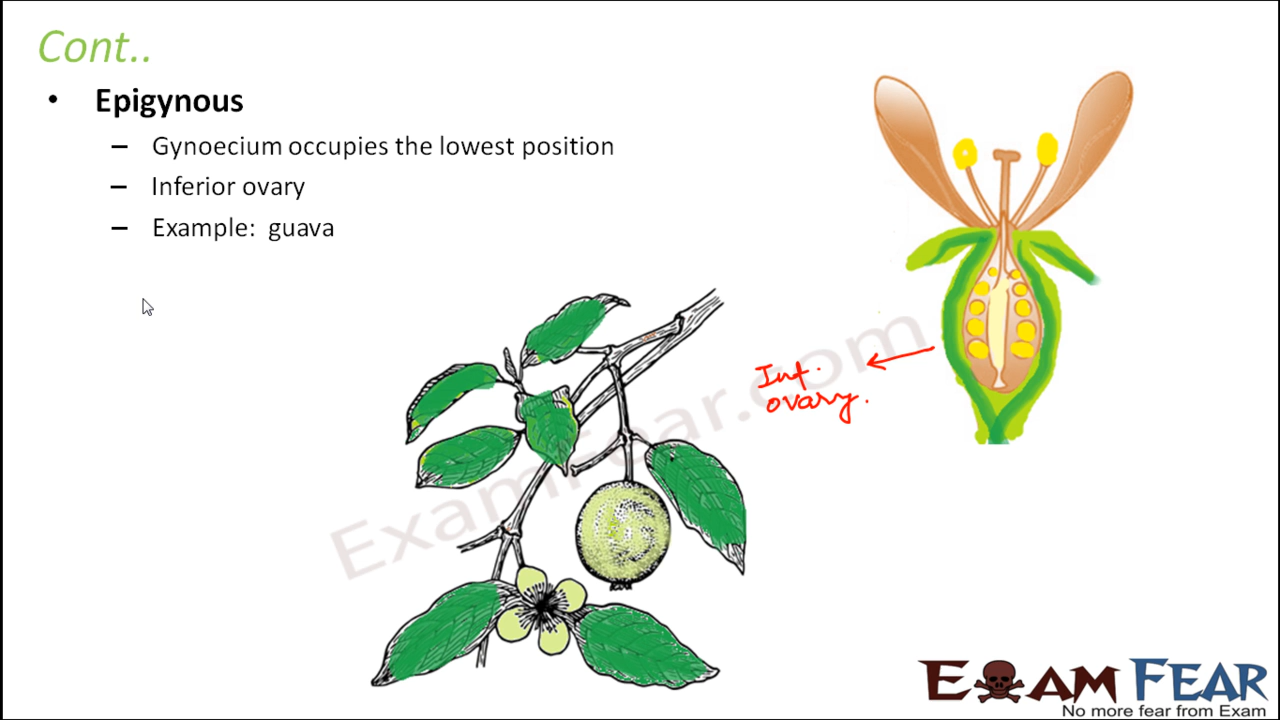 Cont..
• Epigynous
– Gynoecium occupies the lowest position
– Inferior ovary
– Example: guava
Inf.
ovary.
ExamFear.com
EXAM FEAR
No more fear from Exam